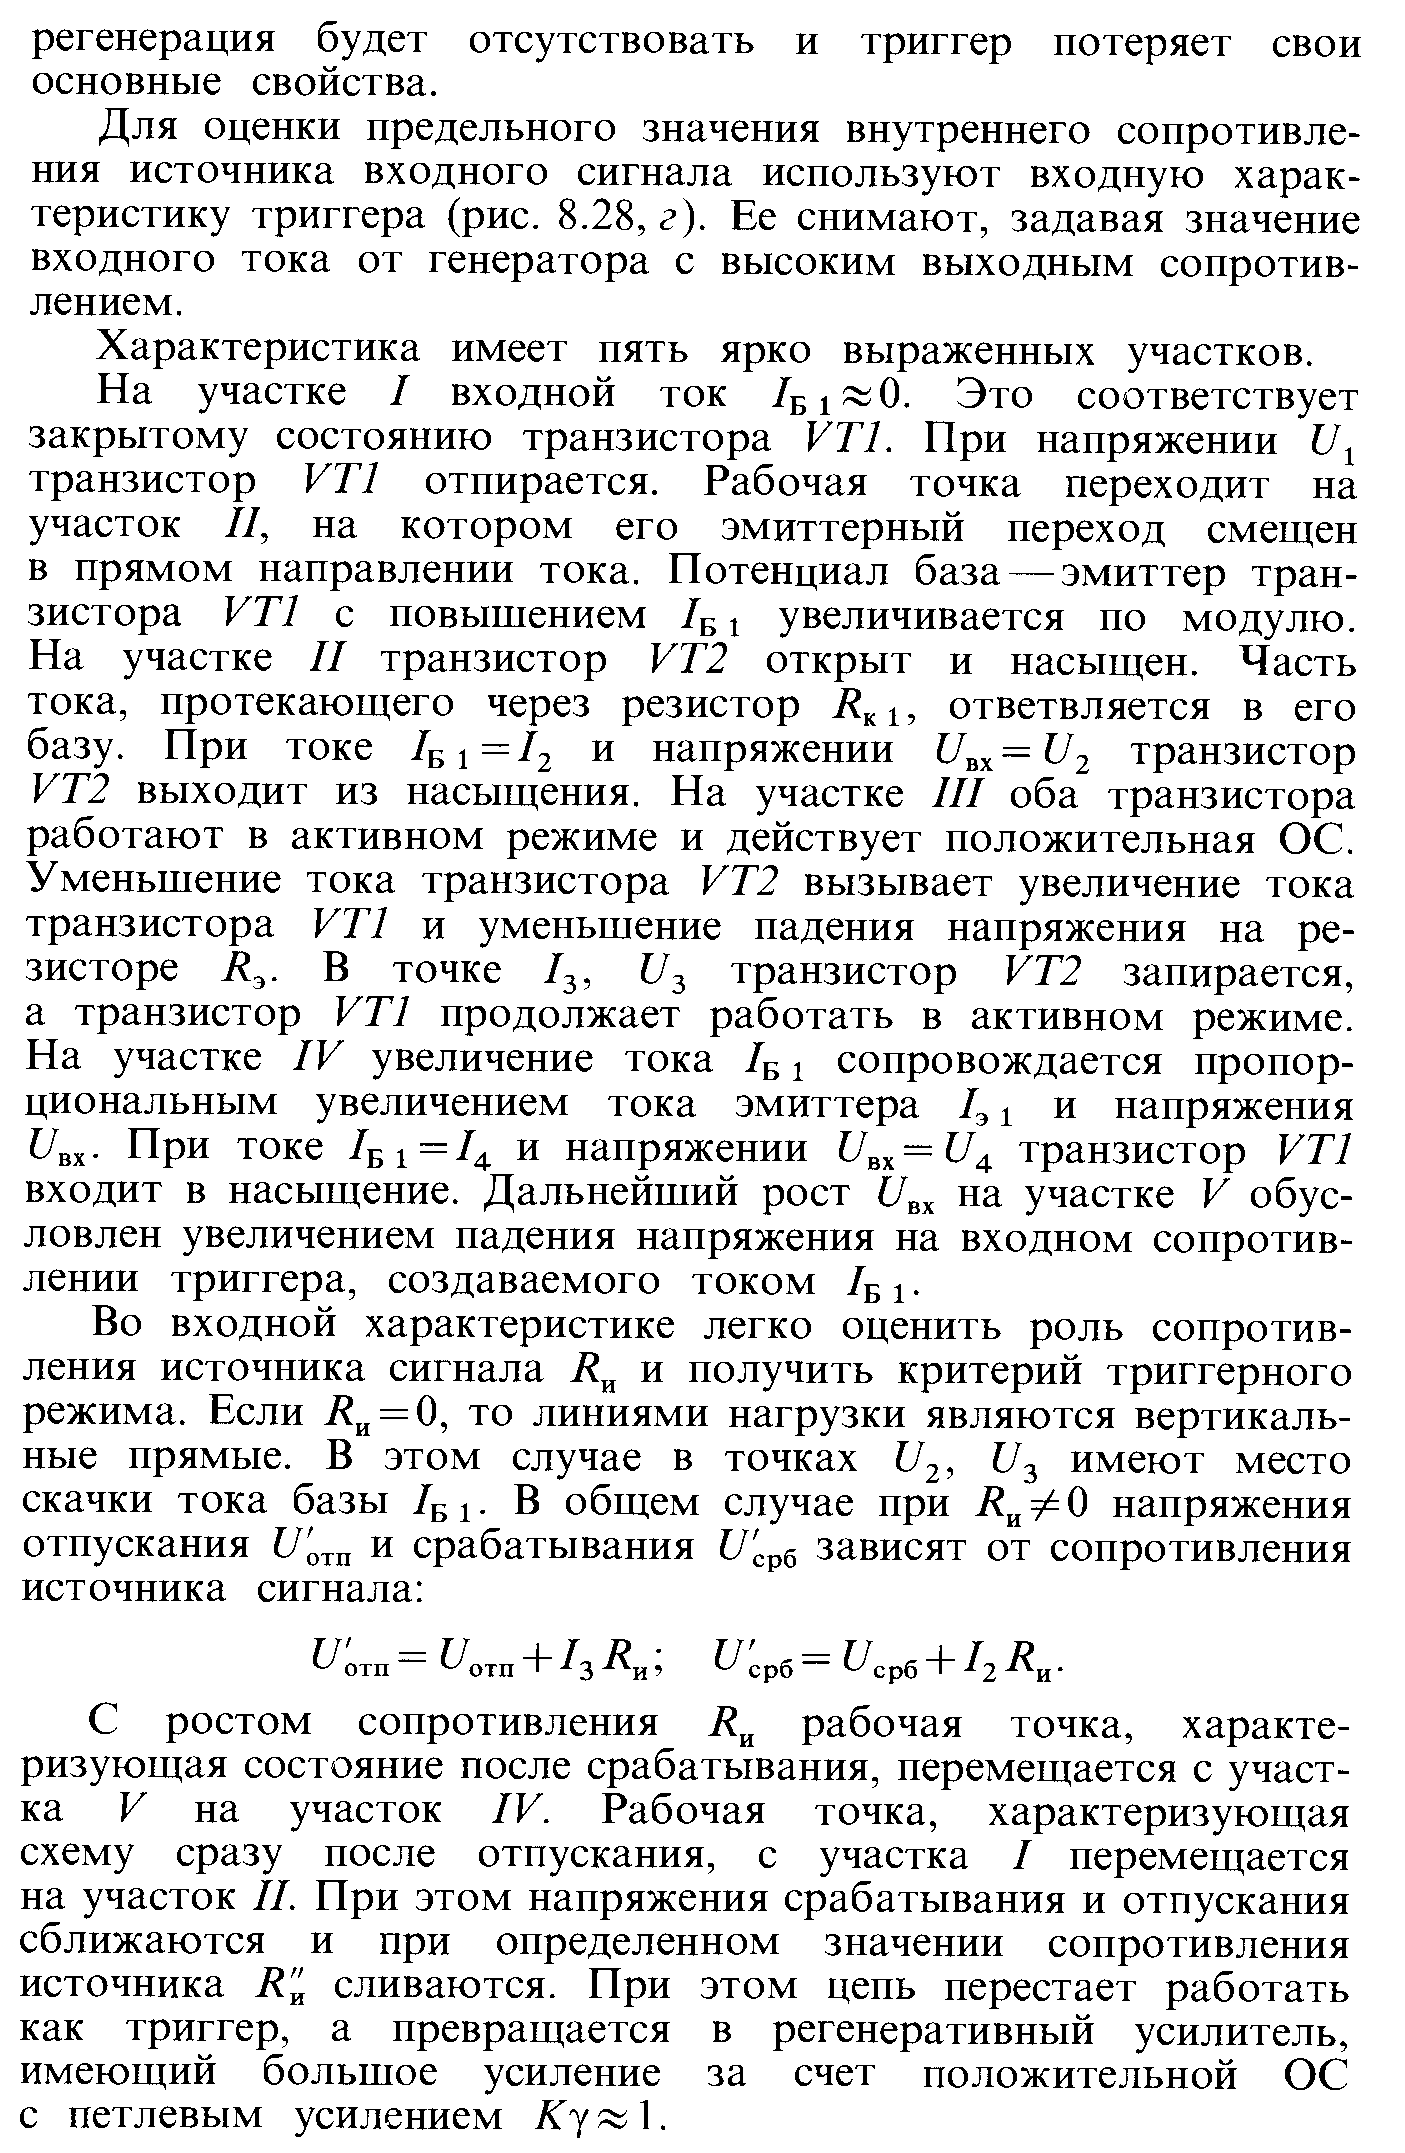 регенерация будет отсутствовать и триггер потеряет свои
основные свойства.
Для оценки предельного значения внутреннего сопротивле-
ния источника входного сигнала используют входную харак-
теристику триггера (рис. 8.28, г). Ее снимают, задавая значение
входного тока от генератора с высоким выходным сопротив-
лением.
Характеристика имеет пять ярко выраженных участков.
На участке I входной ток I_Б1≈0. Это соответствует
закрытому состоянию транзистора VT1. При напряжении U₁
транзистор VT1 отпирается. Рабочая точка переходит на
участок II, на котором его эмиттерный переход смещен
в прямом направлении тока. Потенциал база—эмиттер тран-
зистора VT1 с повышением I_Б1 увеличивается по модулю.
На участке II транзистор VT2 открыт и насыщен. Часть
тока, протекающего через резистор R_к1, ответвляется в его
базу. При токе I_Б1=I₂ и напряжении U_вх=U₂ транзистор
VT2 выходит из насыщения. На участке III оба транзистора
работают в активном режиме и действует положительная ОС.
Уменьшение тока транзистора VT2 вызывает увеличение тока
транзистора VT1 и уменьшение падения напряжения на ре-
зисторе R_э. В точке I₃, U₃ транзистор VT2 запирается,
а транзистор VT1 продолжает работать в активном режиме.
На участке IV увеличение тока I_Б1 сопровождается пропор-
циональным увеличением тока эмиттера I_э1 и напряжения
U_вх. При токе I_Б1=I₄ и напряжении U_вх=U₄ транзистор VT1
входит в насыщение. Дальнейший рост U_вх на участке V обус-
ловлен увеличением падения напряжения на входном сопротив-
лении триггера, создаваемого током I_Б1.
Во входной характеристике легко оценить роль сопротив-
ления источника сигнала R_и и получить критерий триггерного
режима. Если R_и=0, то линиями нагрузки являются вертикаль-
ные прямые. В этом случае в точках U₂, U₃ имеют место
скачки тока базы I_Б1. В общем случае при R_и≠0 напряжения
отпускания U′_отп и срабатывания U′_срб зависят от сопротивления
источника сигнала:
U′_отп=U_отп+I₃R_и; U′_срб=U_срб+I₂R_и.
С ростом сопротивления R_и рабочая точка, характе-
ризующая состояние после срабатывания, перемещается с участ-
ка V на участок IV. Рабочая точка, характеризующая
схему сразу после отпускания, с участка I перемещается
на участок II. При этом напряжения срабатывания и отпускания
сближаются и при определенном значении сопротивления
источника R″_и сливаются. При этом цепь перестает работать
как триггер, а превращается в регенеративный усилитель,
имеющий большое усиление за счет положительной ОС
с петлевым усилением Kγ≈1.